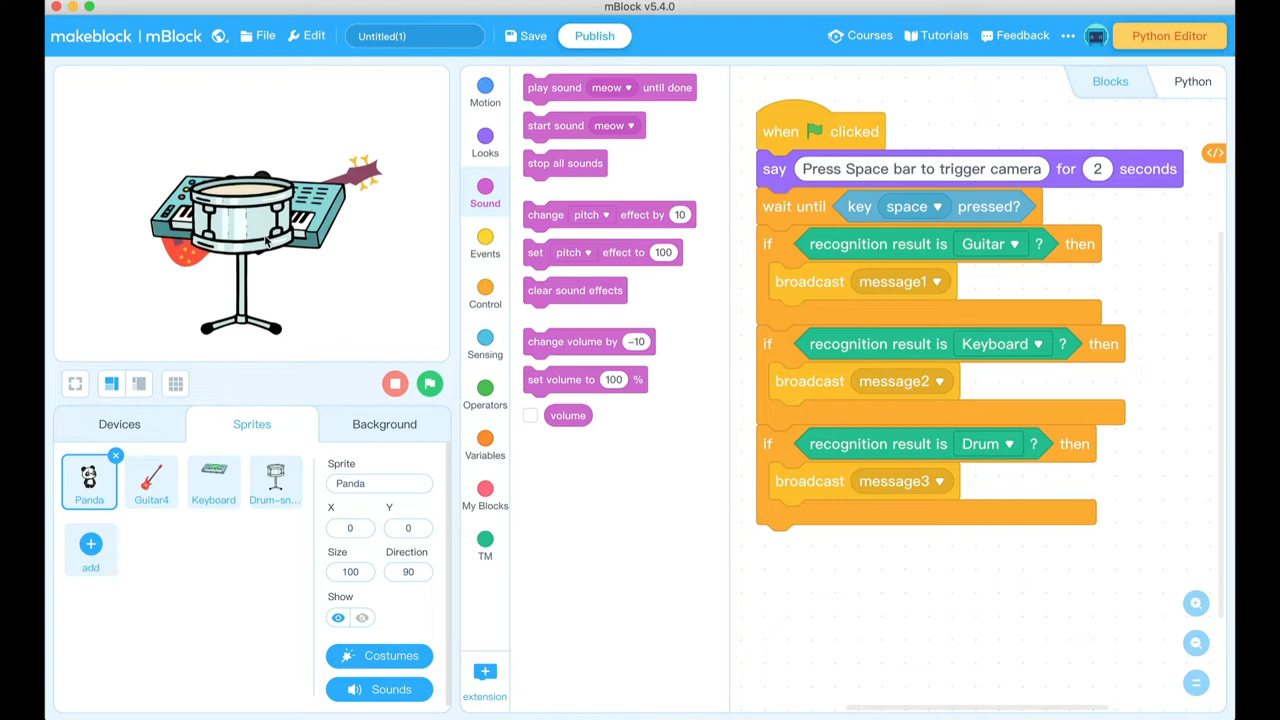 mBlock v5.4.0
makeblock | mBlock File Edit Untitled(1) Save Publish Courses Tutorials Feedback Python Editor
Blocks Python
Motion
Looks
Sound
Events
Control
Sensing
Operators
Variables
My Blocks
TM
extension
play sound meow until done
start sound meow
stop all sounds
change pitch effect by 10
set pitch effect to 100
clear sound effects
change volume by -10
set volume to 100 %
volume
when clicked
say Press Space bar to trigger camera for 2 seconds
wait until key space pressed?
if recognition result is Guitar ? then
broadcast message1
if recognition result is Keyboard ? then
broadcast message2
if recognition result is Drum ? then
broadcast message3
Devices Sprites Background
Panda Guitar4 Keyboard Drum-sn...
add
Sprite
Panda
X Y
0 0
Size Direction
100 90
Show
Costumes
Sounds